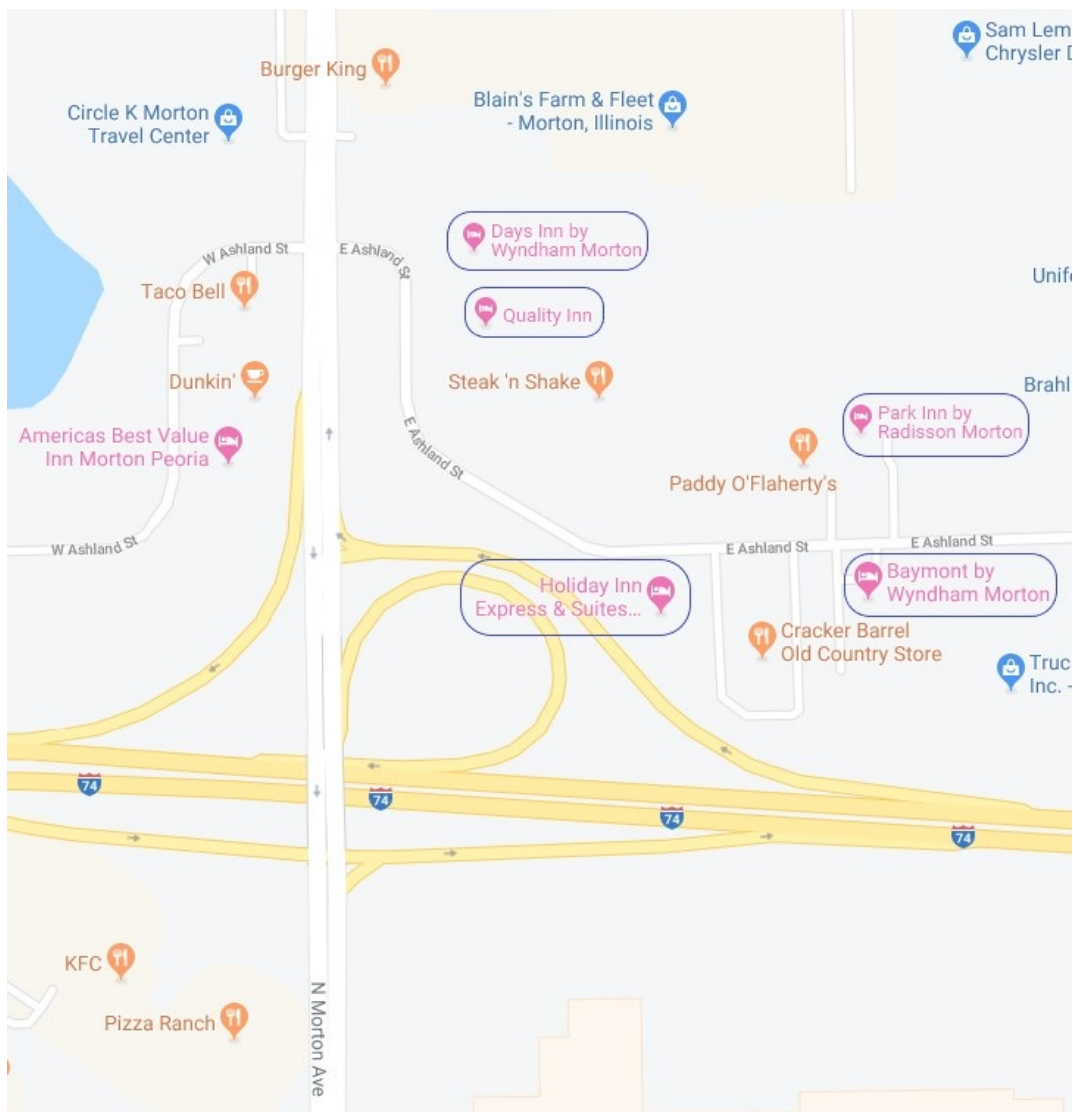 Sam Lem
Chrysler D
Burger King
Blain's Farm & Fleet
- Morton, Illinois
Circle K Morton
Travel Center
Days Inn by
Wyndham Morton
W Ashland St
E Ashland St
Unifo
Taco Bell
Quality Inn
Dunkin'
Steak 'n Shake
Brahl
Park Inn by
Radisson Morton
Americas Best Value
Inn Morton Peoria
E Ashland St
Paddy O'Flaherty's
W Ashland St
E Ashland St
E Ashland St
Holiday Inn
Express & Suites...
Baymont by
Wyndham Morton
Cracker Barrel
Old Country Store
Truc
Inc. -
74
74
74
74
KFC
Pizza Ranch
N Morton Ave